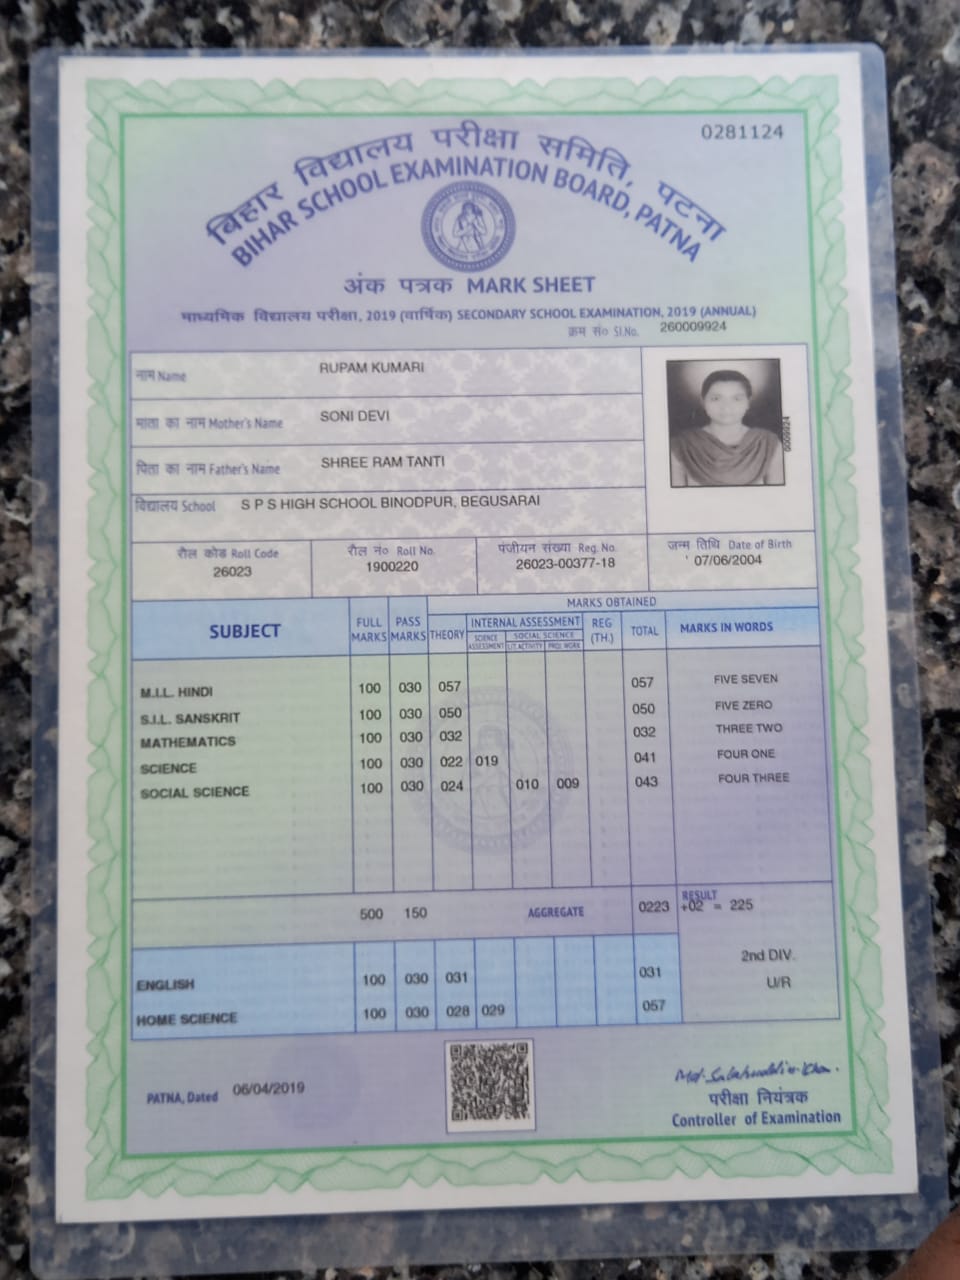 0281124
बिहार विद्यालय परीक्षा समिति, पटना
BIHAR SCHOOL EXAMINATION BOARD, PATNA
अंक पत्रक MARK SHEET
माध्यमिक विद्यालय परीक्षा, 2019 (वार्षिक) SECONDARY SCHOOL EXAMINATION, 2019 (ANNUAL)
क्रम सं० Sl.No. 260009924
नाम Name RUPAM KUMARI
माता का नाम Mother's Name SONI DEVI
पिता का नाम Father's Name SHREE RAM TANTI
विद्यालय School S P S HIGH SCHOOL BINODPUR, BEGUSARAI
0009924
रौल कोड Roll Code रौल नं० Roll No. पंजीयन संख्या Reg. No. जन्म तिथि Date of Birth
26023 1900220 26023-00377-18 ' 07/06/2004
MARKS OBTAINED
SUBJECT FULL MARKS PASS MARKS THEORY INTERNAL ASSESSMENT REG (TH.) TOTAL MARKS IN WORDS
SCIENCE ASSESSMENT SOCIAL SCIENCE
LIT.ACTIVITY PROJ.WORK
M.I.L. HINDI 100 030 057 057 FIVE SEVEN
S.I.L. SANSKRIT 100 030 050 050 FIVE ZERO
MATHEMATICS 100 030 032 032 THREE TWO
SCIENCE 100 030 022 019 041 FOUR ONE
SOCIAL SCIENCE 100 030 024 010 009 043 FOUR THREE
500 150 AGGREGATE 0223 RESULT +02 = 225
2nd DIV.
U/R
ENGLISH 100 030 031 031
HOME SCIENCE 100 030 028 029 057
PATNA, Dated 06/04/2019
Md. Salahuddin Khan.
परीक्षा नियंत्रक
Controller of Examination